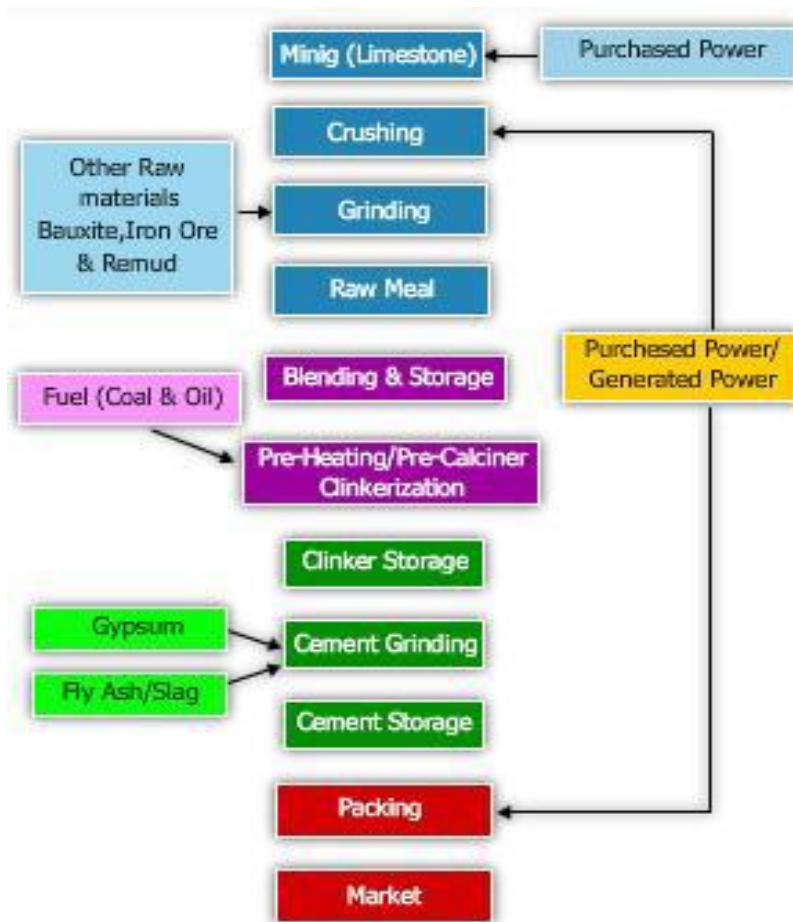 Minig (Limestone)
Purchased Power
Crushing
Other Raw
materials
Bauxite,Iron Ore
& Remud
Grinding
Raw Meal
Purchesed Power/
Generated Power
Blending & Storage
Fuel (Coal & Oil)
Pre-Heating/Pre-Calciner
Clinkerization
Clinker Storage
Gypsum
Cement Grinding
Fly Ash/Slag
Cement Storage
Packing
Market